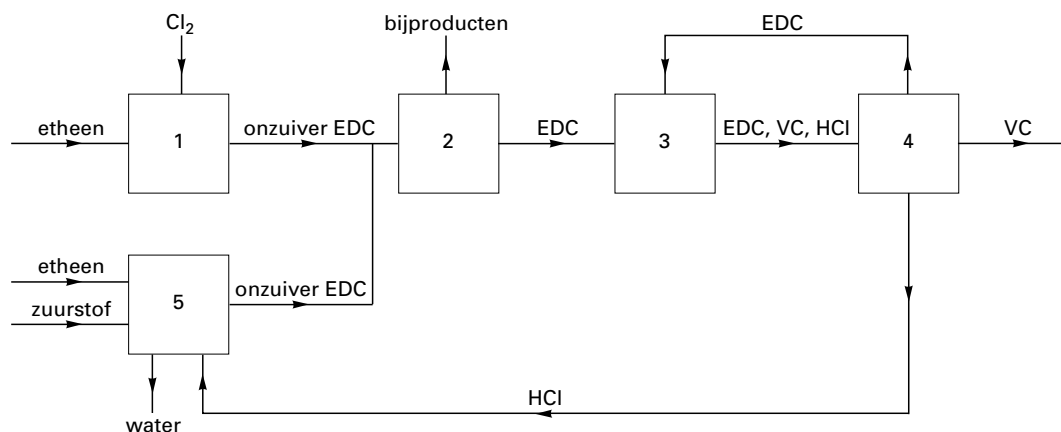 Cl₂
bijproducten
EDC
etheen
1
onzuiver EDC
2
EDC
3
EDC, VC, HCl
4
VC
etheen
zuurstof
5
onzuiver EDC
HCl
water